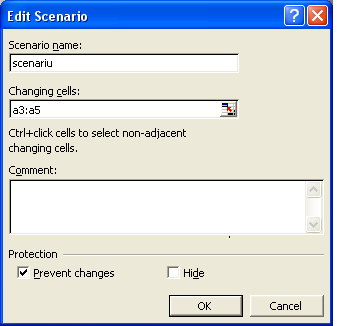 Edit Scenario
?
Scenario name:
scenariu
Changing cells:
a3:a5
Ctrl+click cells to select non-adjacent
changing cells.
Comment:
Protection
Prevent changes Hide
OK Cancel